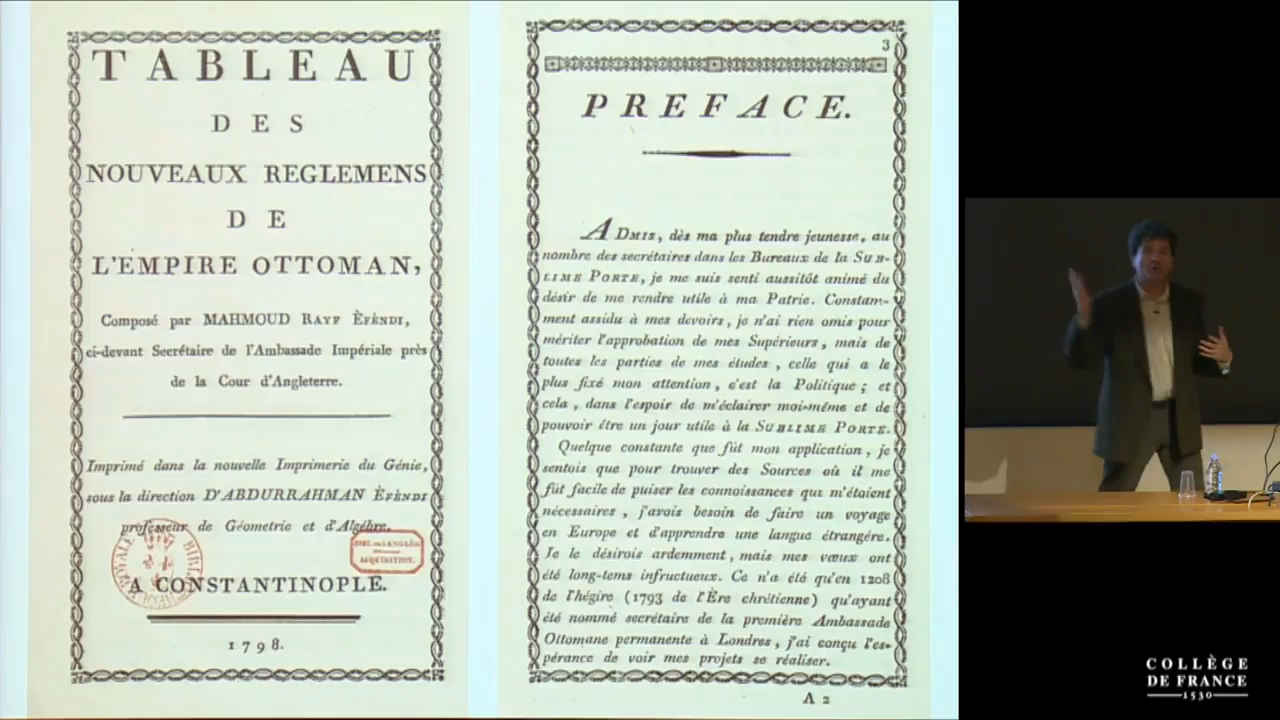 TABLEAU
DES
NOUVEAUX REGLEMENS
DE
L'EMPIRE OTTOMAN,
Composé par MAHMOUD RAYF ÈFENDI,
ci-devant Secrétaire de l'Ambassade Impériale près
de la Cour d'Angleterre.
Imprimé dans la nouvelle Imprimerie du Génie,
sous la direction D'ABDURRAHMAN ÈFENDI
professeur de Géometrie et d'Algébre.
A CONSTANTINOPLE.
1798.
3
PREFACE.
ADMIS, dès ma plus tendre jeunesse, au
nombre des secrétaires dans les Bureaux de la SUB-
LIME PORTE, je me suis senti aussitôt animé du
désir de me rendre utile à ma Patrie. Constam-
ment assidu à mes devoirs, je n'ai rien omis pour
mériter l'approbation de mes Supérieurs, mais de
toutes les parties de mes études, celle qui a le
plus fixé mon attention, c'est la Politique; et
cela, dans l'espoir de m'éclairer moi-méme et de
pouvoir étre un jour utile à la SUBLIME PORTE.
Quelque constante que fût mon application, je
sentois que pour trouver des Sources où il me
fût facile de puiser les connoissances qui m'étoient
nécessaires, j'avois besoin de faire un voyage
en Europe et d'apprendre une langue étrangére.
Je le désirois ardemment, mais mes vœux ont
été long-tems infructueux. Ce n'a été qu'en 1208
de l'hégire (1793 de l'Ère chrétienne) qu'ayant
été nommé secrétaire de la première Ambassade
Ottomane permanente à Londres, j'ai conçu l'es-
pérance de voir mes projets se réaliser.
A 2
COLLÈGE
DE FRANCE
1530